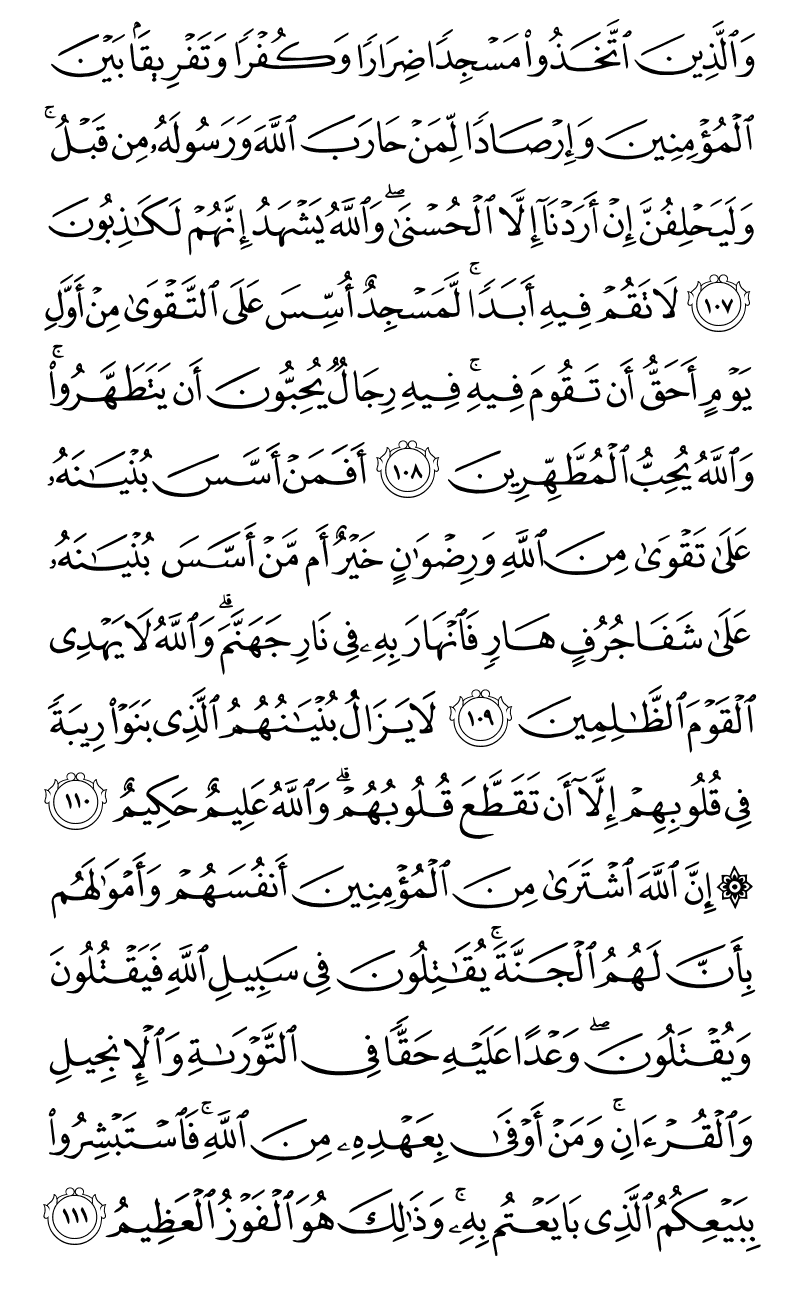 وَٱلَّذِينَ ٱتَّخَذُوا۟ مَسْجِدًا ضِرَارًا وَكُفْرًا وَتَفْرِيقًۢا بَيْنَ
ٱلْمُؤْمِنِينَ وَإِرْصَادًا لِّمَنْ حَارَبَ ٱللَّهَ وَرَسُولَهُۥ مِن قَبْلُ ۚ
وَلَيَحْلِفُنَّ إِنْ أَرَدْنَآ إِلَّا ٱلْحُسْنَىٰ ۖ وَٱللَّهُ يَشْهَدُ إِنَّهُمْ لَكَـٰذِبُونَ
١٠٧ لَا تَقُمْ فِيهِ أَبَدًا ۚ لَّمَسْجِدٌ أُسِّسَ عَلَى ٱلتَّقْوَىٰ مِنْ أَوَّلِ
يَوْمٍ أَحَقُّ أَن تَقُومَ فِيهِ ۚ فِيهِ رِجَالٌ يُحِبُّونَ أَن يَتَطَهَّرُوا۟ ۚ
وَٱللَّهُ يُحِبُّ ٱلْمُطَّهِّرِينَ ١٠٨ أَفَمَنْ أَسَّسَ بُنْيَـٰنَهُۥ
عَلَىٰ تَقْوَىٰ مِنَ ٱللَّهِ وَرِضْوَٰنٍ خَيْرٌ أَم مَّنْ أَسَّسَ بُنْيَـٰنَهُۥ
عَلَىٰ شَفَا جُرُفٍ هَارٍ فَٱنْهَارَ بِهِۦ فِى نَارِ جَهَنَّمَ ۗ وَٱللَّهُ لَا يَهْدِى
ٱلْقَوْمَ ٱلظَّـٰلِمِينَ ١٠٩ لَا يَزَالُ بُنْيَـٰنُهُمُ ٱلَّذِى بَنَوْا۟ رِيبَةً
فِى قُلُوبِهِمْ إِلَّآ أَن تَقَطَّعَ قُلُوبُهُمْ ۗ وَٱللَّهُ عَلِيمٌ حَكِيمٌ ١١٠
۞ إِنَّ ٱللَّهَ ٱشْتَرَىٰ مِنَ ٱلْمُؤْمِنِينَ أَنفُسَهُمْ وَأَمْوَٰلَهُم
بِأَنَّ لَهُمُ ٱلْجَنَّةَ ۚ يُقَـٰتِلُونَ فِى سَبِيلِ ٱللَّهِ فَيَقْتُلُونَ
وَيُقْتَلُونَ ۖ وَعْدًا عَلَيْهِ حَقًّا فِى ٱلتَّوْرَىٰةِ وَٱلْإِنجِيلِ
وَٱلْقُرْءَانِ ۚ وَمَنْ أَوْفَىٰ بِعَهْدِهِۦ مِنَ ٱللَّهِ ۚ فَٱسْتَبْشِرُوا۟
بِبَيْعِكُمُ ٱلَّذِى بَايَعْتُم بِهِۦ ۚ وَذَٰلِكَ هُوَ ٱلْفَوْزُ ٱلْعَظِيمُ ١١١